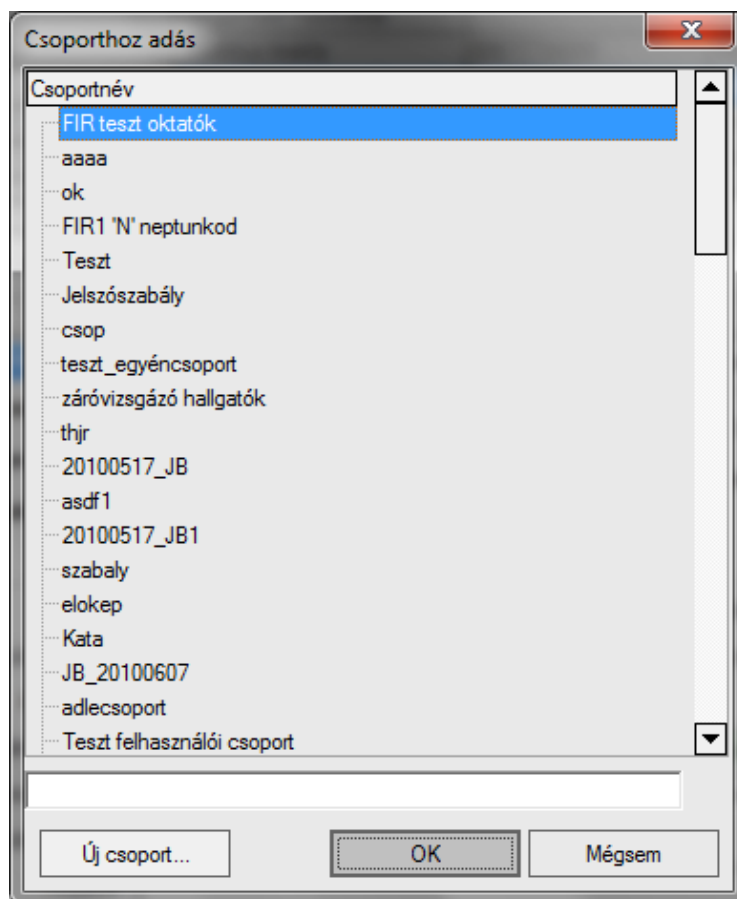 Csoporthoz adás
Csoportnév
FIR teszt oktatók
aaaa
ok
FIR1 "N" neptunkod
Teszt
Jelszószabály
csop
teszt_egyéncsoport
záróvizsgázó hallgatók
thjr
20100517_JB
asdf1
20100517_JB1
szabaly
elokep
Kata
JB_20100607
adlecsoport
Teszt felhasználói csoport
Új csoport... OK Mégsem